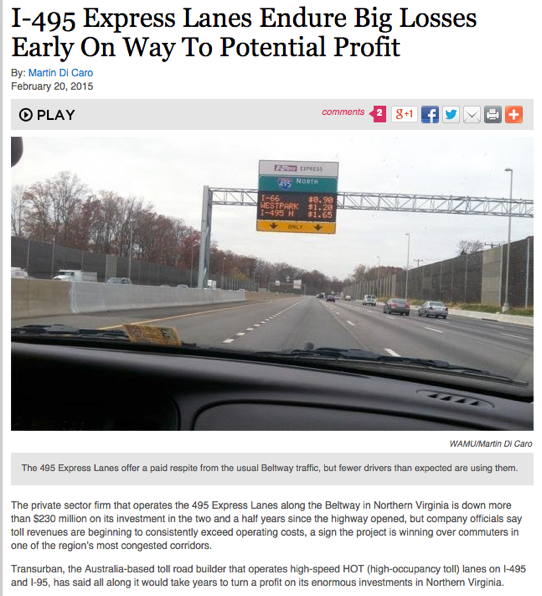 I-495 Express Lanes Endure Big Losses
Early On Way To Potential Profit
By: Martin Di Caro
February 20, 2015
PLAY
comments 2 g+1
EXPRESS
495 NORTH
I-66 $0.90
WESTPARK $1.20
I-495 N $1.65
ONLY
WAMU/Martin Di Caro
The 495 Express Lanes offer a paid respite from the usual Beltway traffic, but fewer drivers than expected are using them.
The private sector firm that operates the 495 Express Lanes along the Beltway in Northern Virginia is down more
than $230 million on its investment in the two and a half years since the highway opened, but company officials say
toll revenues are beginning to consistently exceed operating costs, a sign the project is winning over commuters in
one of the region's most congested corridors.
Transurban, the Australia-based toll road builder that operates high-speed HOT (high-occupancy toll) lanes on I-495
and I-95, has said all along it would take years to turn a profit on its enormous investments in Northern Virginia.